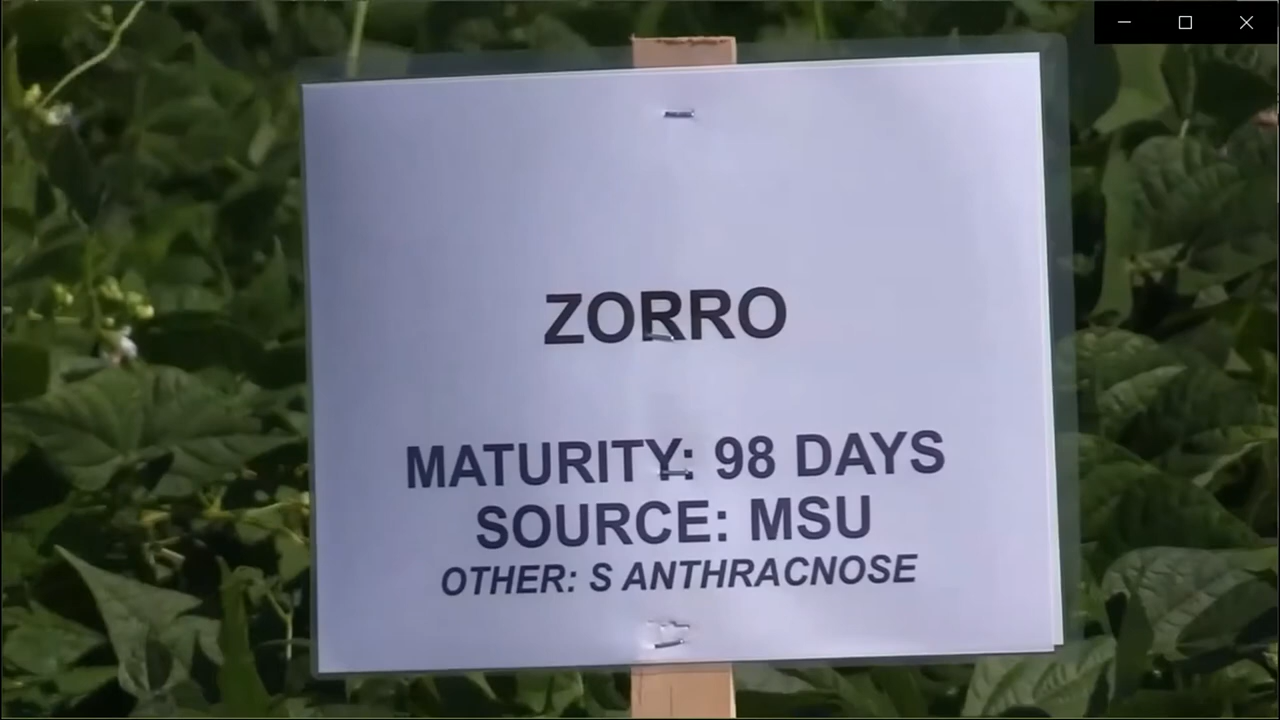 ZORRO
MATURITY: 98 DAYS
SOURCE: MSU
OTHER: S ANTHRACNOSE